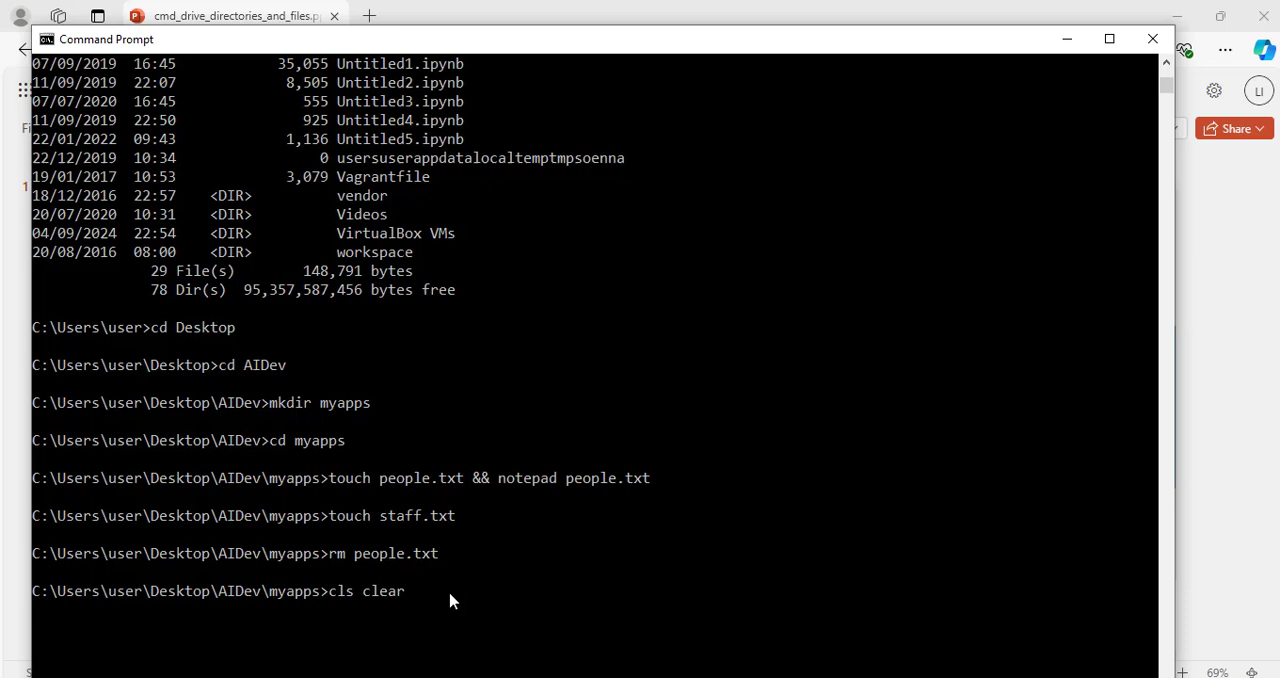 cmd_drive_directories_and_files.p
Command Prompt
07/09/2019 16:45 35,055 Untitled1.ipynb
11/09/2019 22:07 8,505 Untitled2.ipynb
07/07/2020 16:45 555 Untitled3.ipynb
11/09/2019 22:50 925 Untitled4.ipynb
22/01/2022 09:43 1,136 Untitled5.ipynb
22/12/2019 10:34 0 usersuserappdatalocaltemptmpsoenna
19/01/2017 10:53 3,079 Vagrantfile
18/12/2016 22:57 <DIR> vendor
20/07/2020 10:31 <DIR> Videos
04/09/2024 22:54 <DIR> VirtualBox VMs
20/08/2016 08:00 <DIR> workspace
29 File(s) 148,791 bytes
78 Dir(s) 95,357,587,456 bytes free
C:\Users\user>cd Desktop
C:\Users\user\Desktop>cd AIDev
C:\Users\user\Desktop\AIDev>mkdir myapps
C:\Users\user\Desktop\AIDev>cd myapps
C:\Users\user\Desktop\AIDev\myapps>touch people.txt && notepad people.txt
C:\Users\user\Desktop\AIDev\myapps>touch staff.txt
C:\Users\user\Desktop\AIDev\myapps>rm people.txt
C:\Users\user\Desktop\AIDev\myapps>cls clear
LI
Share
Fi
1
69%